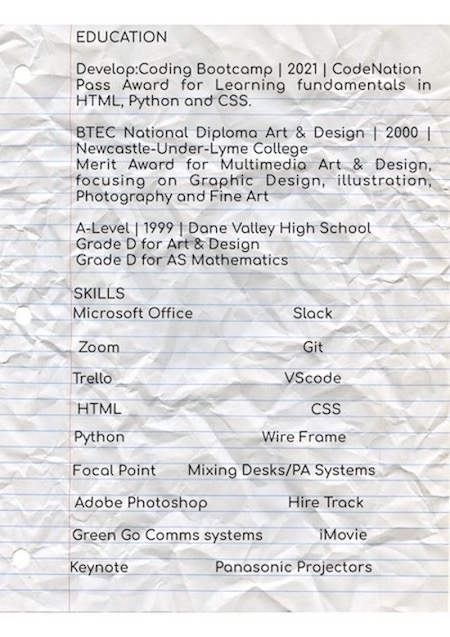 EDUCATION
Develop:Coding Bootcamp | 2021 | CodeNation
Pass Award for Learning fundamentals in
HTML, Python and CSS.
BTEC National Diploma Art & Design | 2000 |
Newcastle-Under-Lyme College
Merit Award for Multimedia Art & Design,
focusing on Graphic Design, illustration,
Photography and Fine Art
A-Level | 1999 | Dane Valley High School
Grade D for Art & Design
Grade D for AS Mathematics
SKILLS
Microsoft Office Slack
Zoom Git
Trello VScode
HTML CSS
Python Wire Frame
Focal Point Mixing Desks/PA Systems
Adobe Photoshop Hire Track
Green Go Comms systems iMovie
Keynote Panasonic Projectors